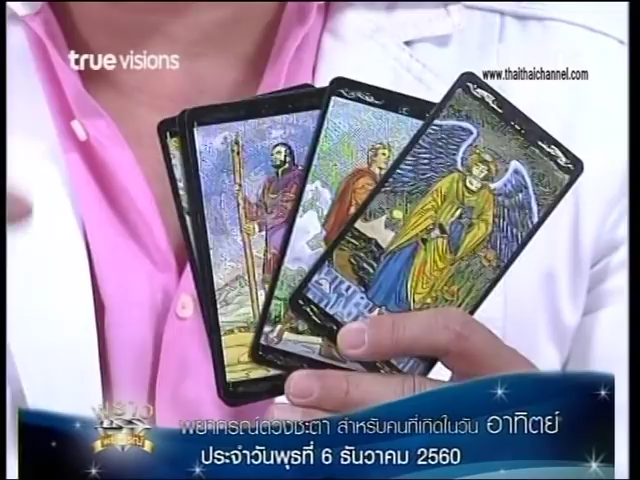 true visions
www.thaithaichannel.com
พยากรณ์ดวงชะตา สำหรับคนที่เกิดในวัน อาทิตย์
ประจำวันพุธที่ 6 ธันวาคม 2560